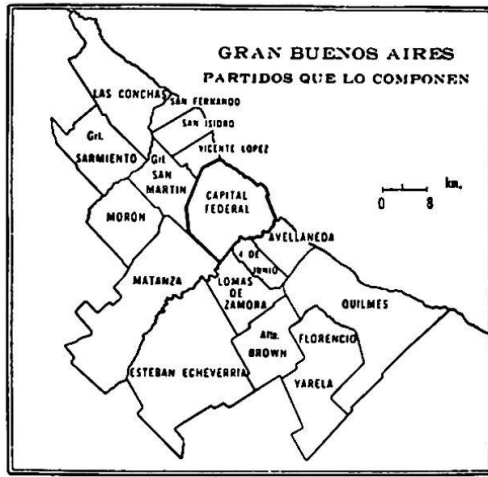 GRAN BUENOS AIRES
PARTIDOS QUE LO COMPONEN
LAS CONCHAS
SAN FERNANDO
SAN ISIDRO
VICENTE LOPEZ
Grl.
SARMIENTO
Grl.
SAN
MARTIN
CAPITAL
FEDERAL
km.
0 8
MORÓN
AVELLANEDA
4 DE
JUNIO
MATANZA
LOMAS
DE
ZAMORA
QUILMES
Alte.
BROWN
FLORENCIO
VARELA
ESTEBAN ECHEVERRIA